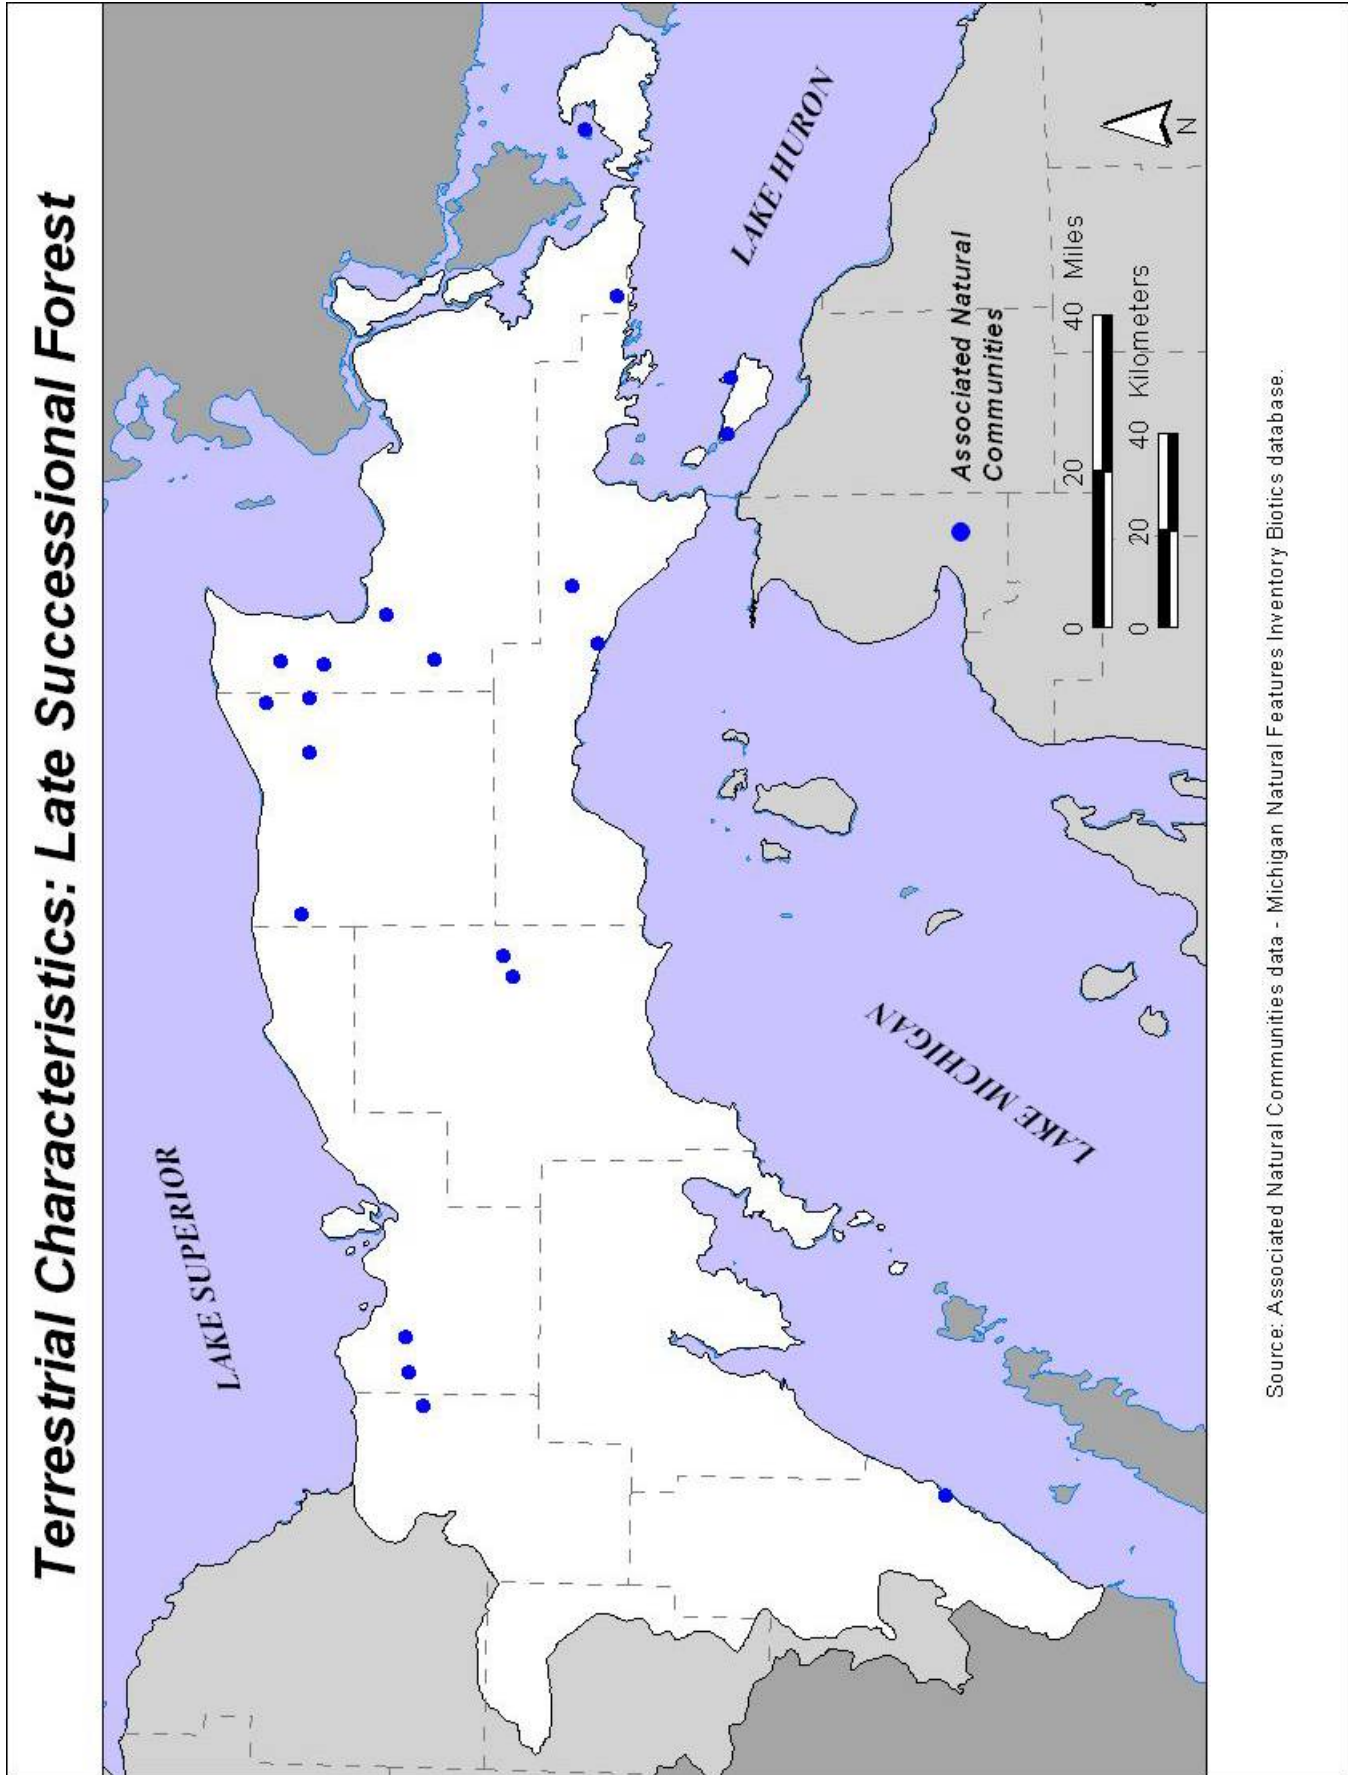 Terrestrial Characteristics: Late Successional Forest
LAKE SUPERIOR
LAKE HURON
LAKE MICHIGAN
Associated Natural
Communities
0 20 40 Miles
0 20 40 Kilometers
N
Source: Associated Natural Communities data - Michigan Natural Features Inventory Biotics database.